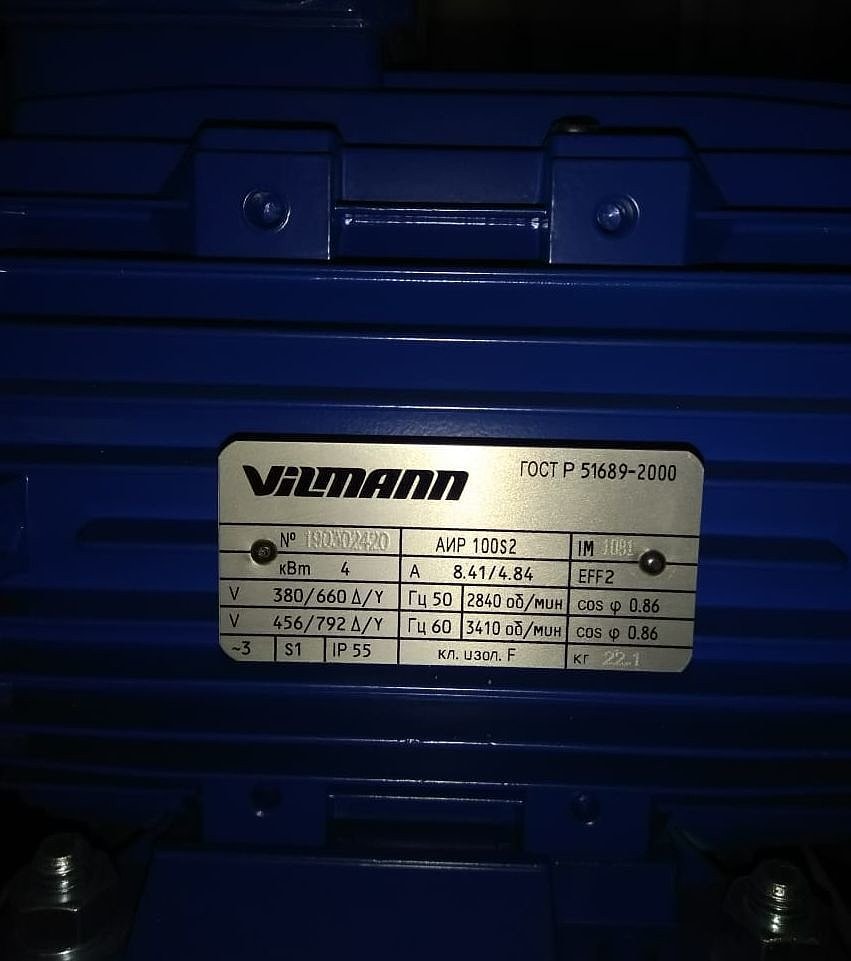 VILMANN
ГОСТ Р 51689-2000
№ 190302420 АИР 100S2 IM 1081
кВт 4 А 8.41/4.84 EFF2
V 380/660 Δ/Y Гц 50 2840 об/мин cos φ 0.86
V 456/792 Δ/Y Гц 60 3410 об/мин cos φ 0.86
~3 S1 IP 55 кл. изол. F кг 22.1